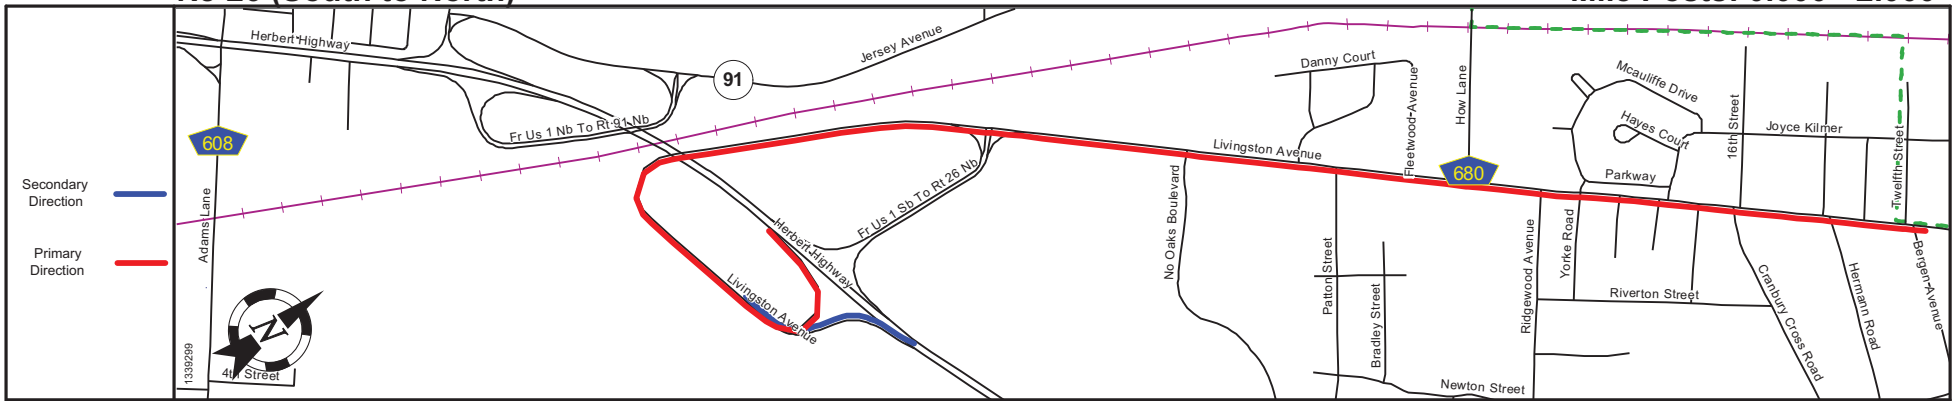 Secondary
Direction
Primary
Direction
Herbert Highway
Jersey Avenue
91
Fr Us 1 Nb To Rt 91 Nb
608
Adams Lane
1339299
4th Street
N
Livingston Avenue
Herbert Highway
Fr Us 1 Sb To Rt 26 Nb
No Oaks Boulevard
Livingston Avenue
Danny Court
Fleetwood Avenue
How Lane
680
Patton Street
Bradley Street
Newton Street
Ridgewood Avenue
Yorke Road
Riverton Street
Parkway
Mcauliffe Drive
Hayes Court
16th Street
Joyce Kilmer
Twelfth Street
Cranbury Cross Road
Hermann Road
Bergen Avenue